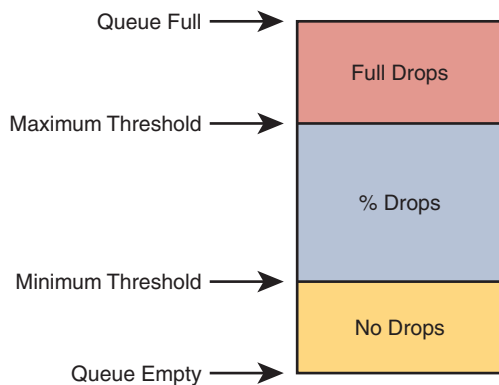 Queue Full
Full Drops
Maximum Threshold
% Drops
Minimum Threshold
No Drops
Queue Empty